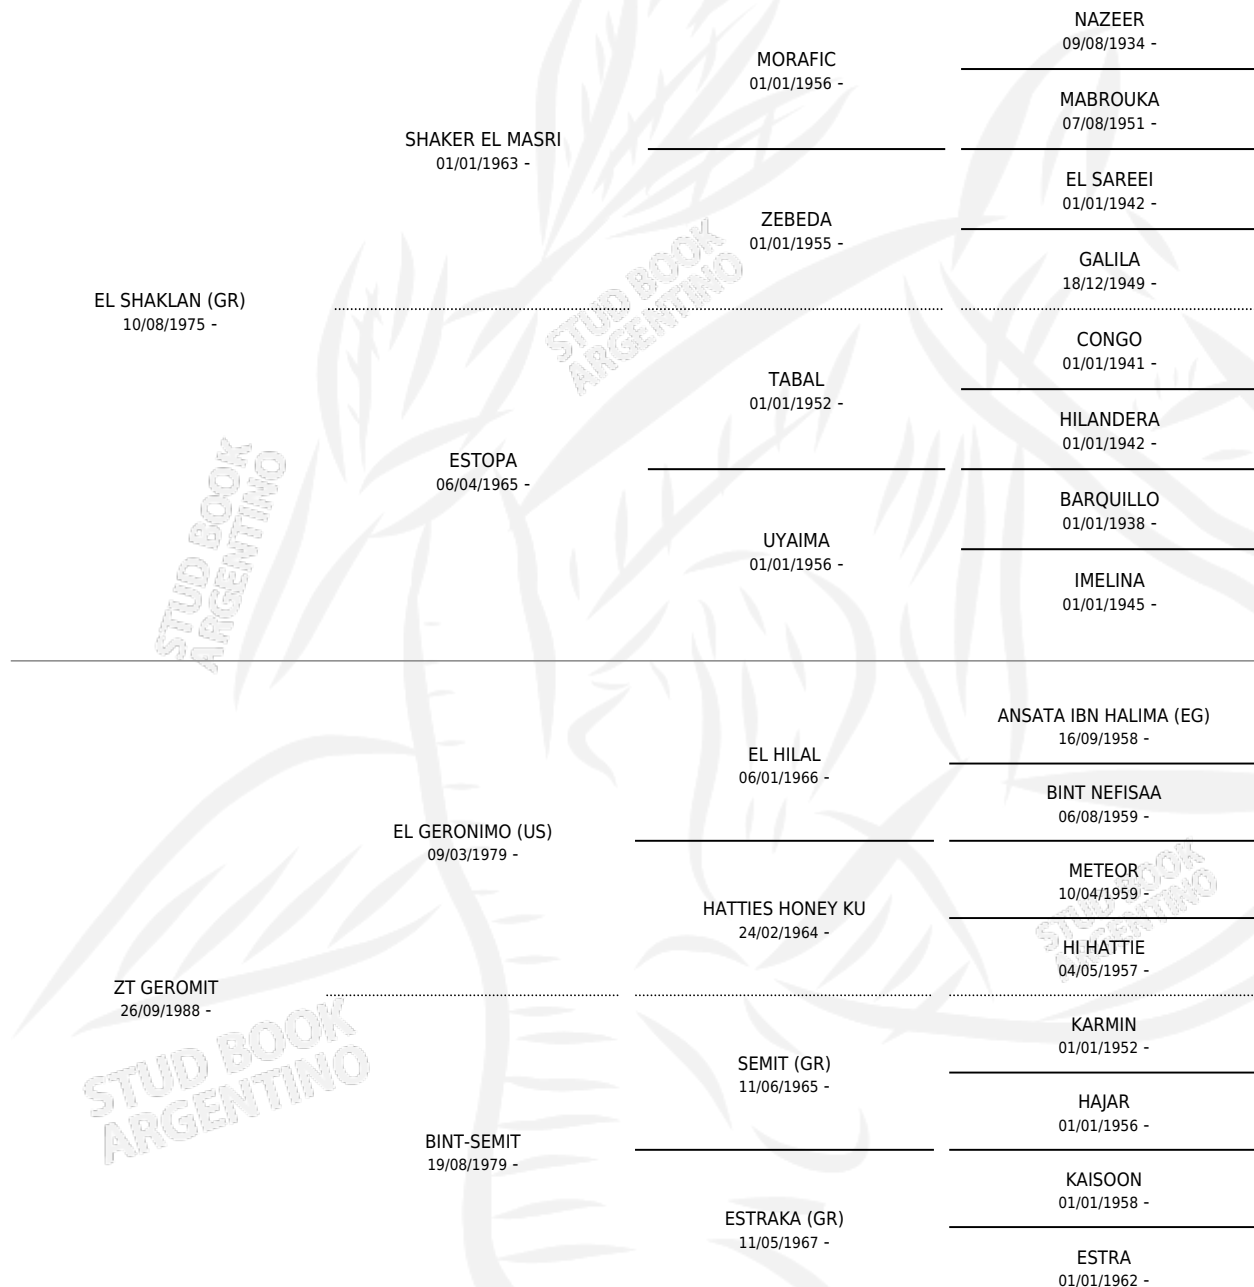 NAZEER
09/08/1934 -
MORAFIC
01/01/1956 -
MABROUKA
07/08/1951 -
SHAKER EL MASRI
01/01/1963 -
EL SAREEI
01/01/1942 -
ZEBEDA
01/01/1955 -
GALILA
18/12/1949 -
EL SHAKLAN (GR)
10/08/1975 -
CONGO
01/01/1941 -
TABAL
01/01/1952 -
HILANDERA
01/01/1942 -
ESTOPA
06/04/1965 -
BARQUILLO
01/01/1938 -
UYAIMA
01/01/1956 -
IMELINA
01/01/1945 -
ANSATA IBN HALIMA (EG)
16/09/1958 -
EL HILAL
06/01/1966 -
BINT NEFISAA
06/08/1959 -
EL GERONIMO (US)
09/03/1979 -
METEOR
10/04/1959 -
HATTIES HONEY KU
24/02/1964 -
HI HATTIE
04/05/1957 -
ZT GEROMIT
26/09/1988 -
KARMIN
01/01/1952 -
SEMIT (GR)
11/06/1965 -
HAJAR
01/01/1956 -
BINT-SEMIT
19/08/1979 -
KAISOON
01/01/1958 -
ESTRAKA (GR)
11/05/1967 -
ESTRA
01/01/1962 -
STUD BOOK
ARGENTINO
STUD BOOK
ARGENTINO
STUD BOOK
ARGENTINO
STUD BOOK
ARGENTINO